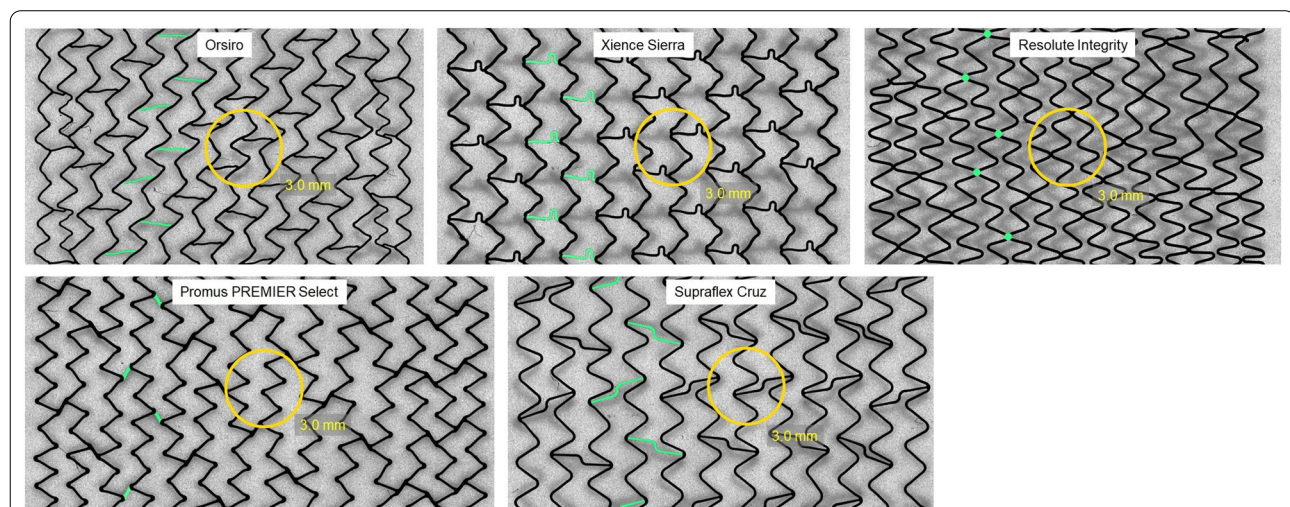 Orsiro
3.0 mm
Xience Sierra
3.0 mm
Resolute Integrity
3.0 mm
Promus PREMIER Select
3.0 mm
Supraflex Cruz
3.0 mm